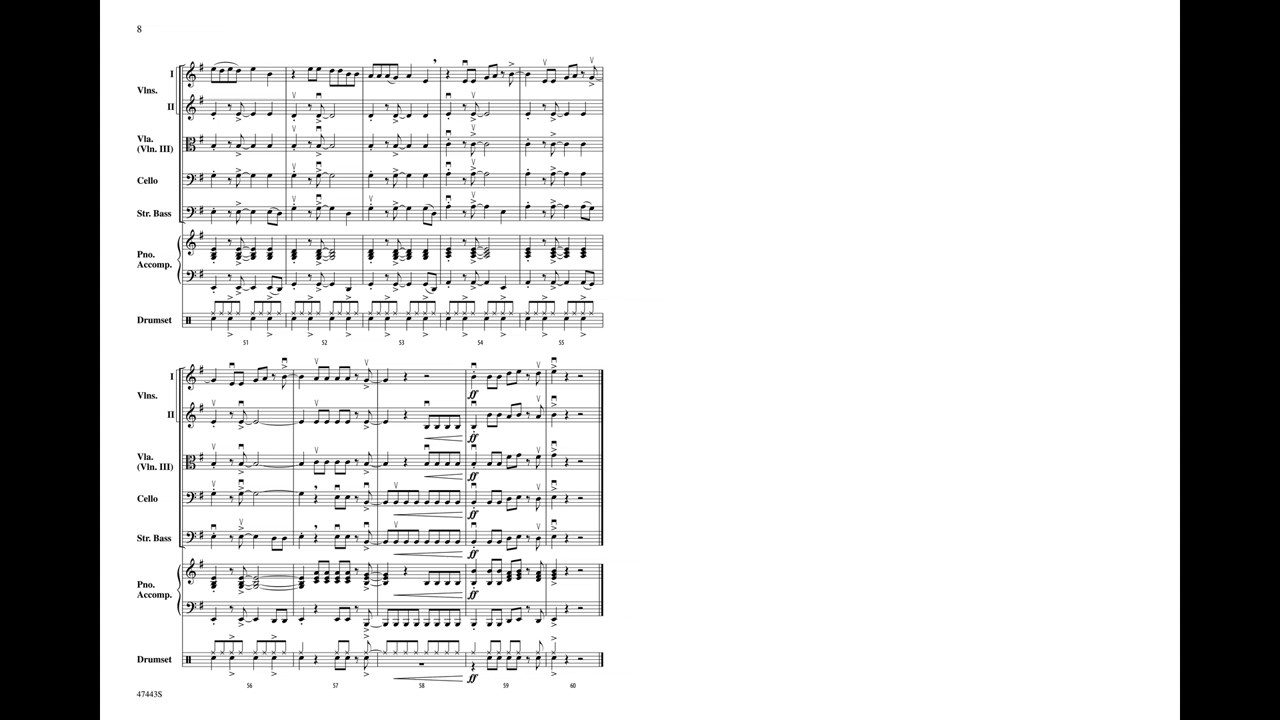 8
I
Vlns.
II
Vla.
(Vln. III)
Cello
Str. Bass
Pno.
Accomp.
Drumset
51 52 53 54 55
I
Vlns.
ff
II
ff
Vla.
(Vln. III)
ff
Cello
ff
Str. Bass
ff
Pno.
Accomp.
ff
Drumset
ff
56 57 58 59 60
47443S